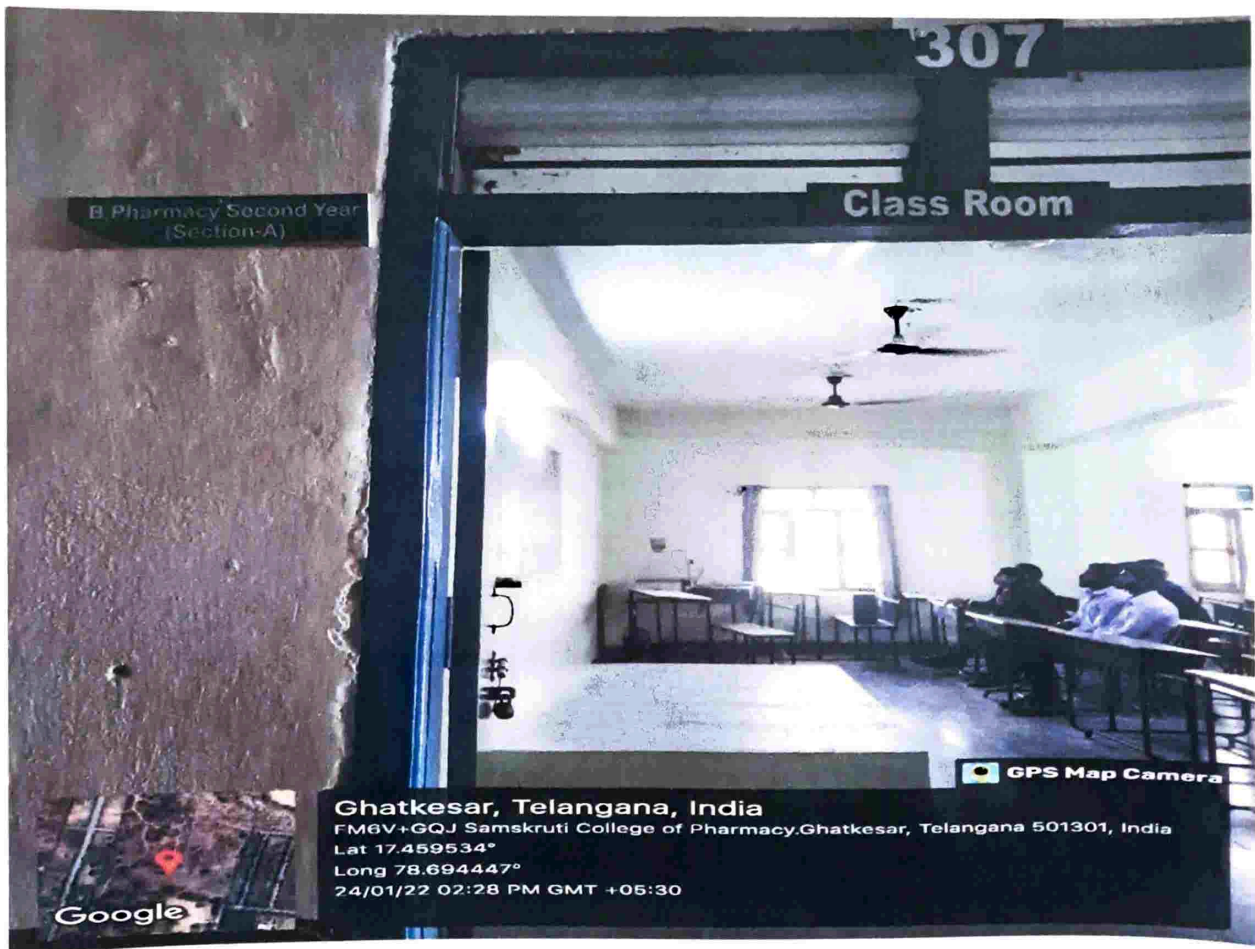 307
Class Room
B.Pharmacy Second Year
(Section-A)
GPS Map Camera
Ghatkesar, Telangana, India
FM6V+GQJ Samskruti College of Pharmacy.Ghatkesar, Telangana 501301, India
Lat 17.459534°
Long 78.694447°
24/01/22 02:28 PM GMT +05:30
Google